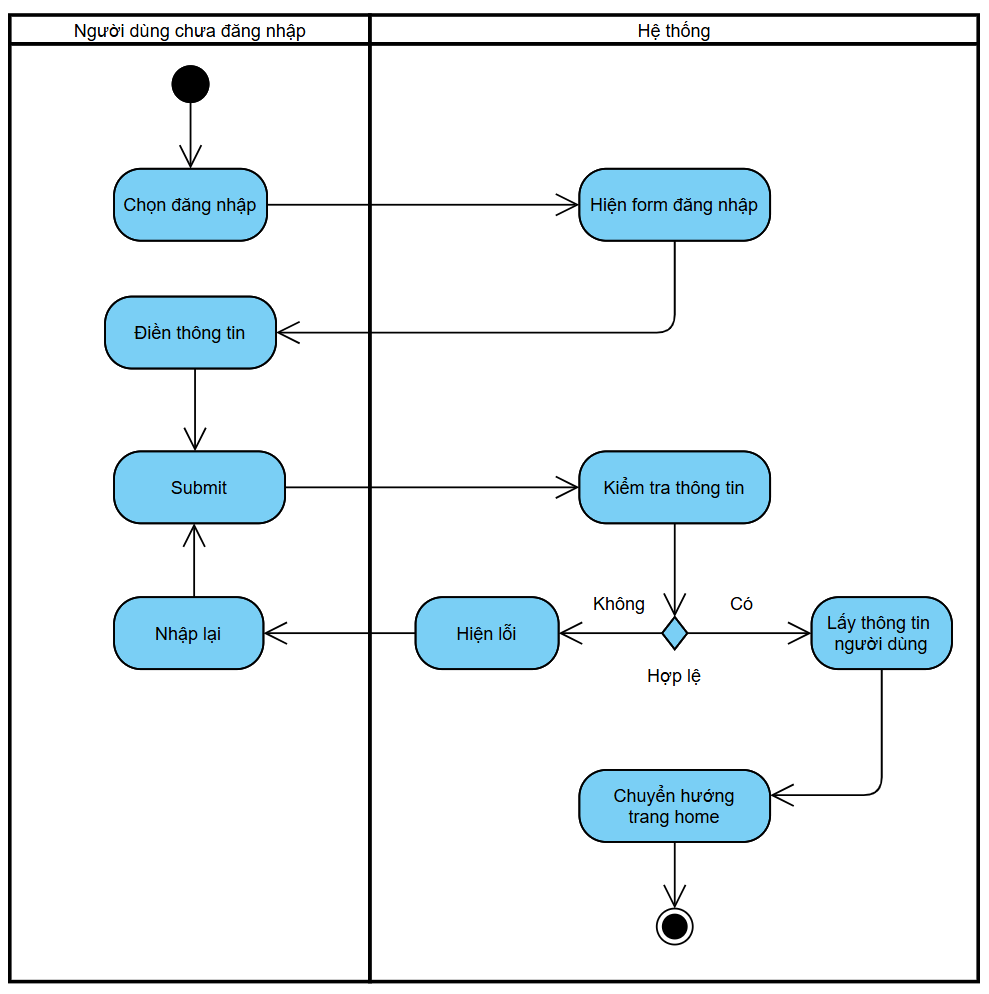 Người dùng chưa đăng nhập
Hệ thống
Chọn đăng nhập
Hiện form đăng nhập
Điền thông tin
Submit
Kiểm tra thông tin
Không
Có
Nhập lại
Hiện lỗi
Lấy thông tin
người dùng
Hợp lệ
Chuyển hướng
trang home